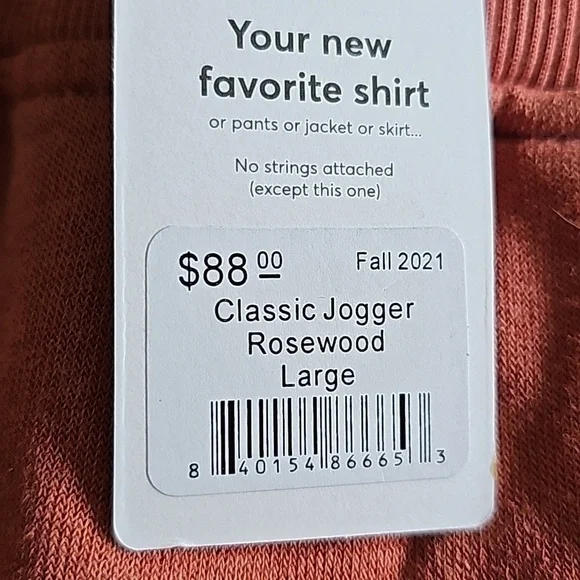 Your new
favorite shirt
or pants or jacket or skirt...
No strings attached
(except this one)
$88 00 Fall 2021
Classic Jogger
Rosewood
Large
8 40154 86665 3